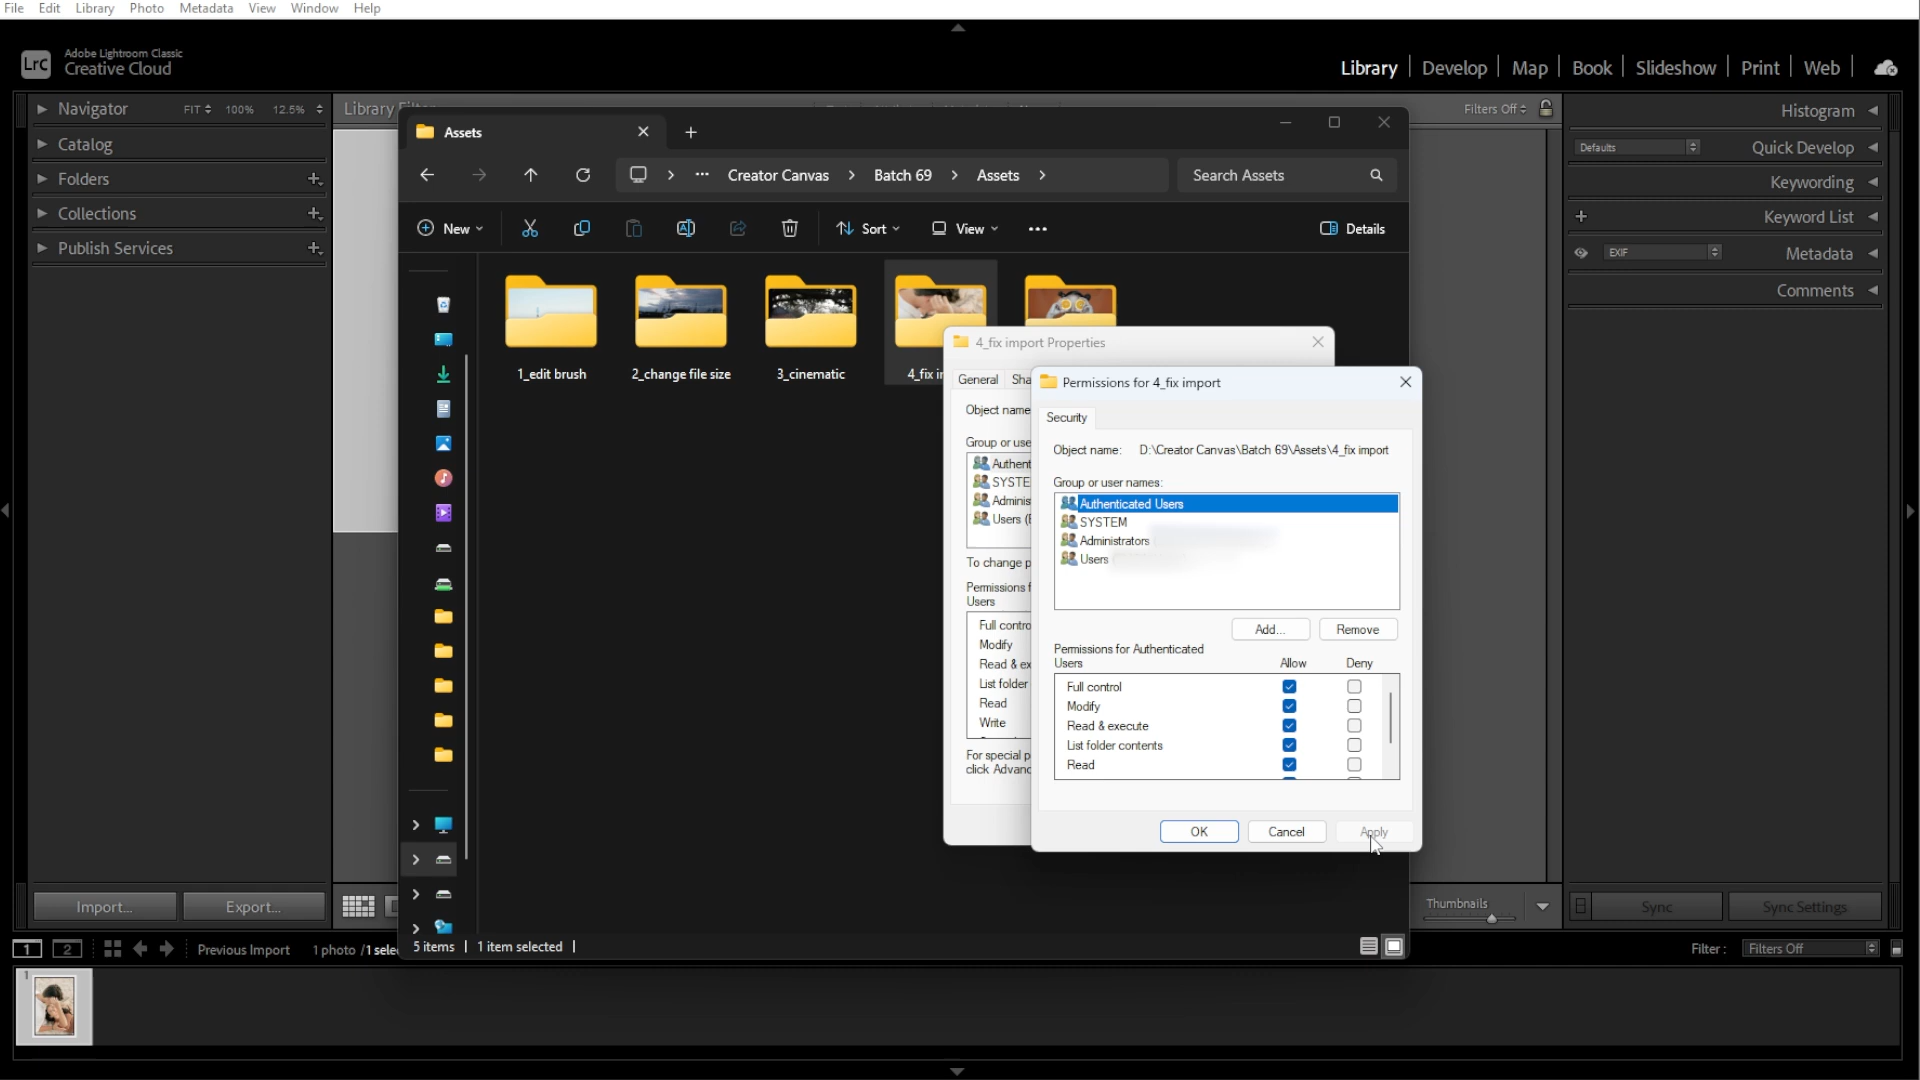 File Edit Library Photo Metadata View Window Help
LrC
Adobe Lightroom Classic
Creative Cloud
Library Develop Map Book Slideshow Print Web
Navigator FIT 100% 12.5%
Catalog
Folders
Collections
Publish Services
Library
Filters Off
Histogram
Defaults Quick Develop
Keywording
Keyword List
EXIF Metadata
Comments
Assets
Creator Canvas Batch 69 Assets
Search Assets
New Sort View Details
1_edit brush
2_change file size
3_cinematic
4_fix i
4_fix import Properties
General Sha
Object name
Group or use
Authent
SYSTE
Adminis
Users (
To change p
Permissions f
Users
Full contro
Modify
Read & ex
List folder
Read
Write
For special p
click Advanc
Permissions for 4_fix import
Security
Object name: D:\Creator Canvas\Batch 69\Assets\4_fix import
Group or user names:
Authenticated Users
SYSTEM
Administrators
Users
Add... Remove
Permissions for Authenticated
Users Allow Deny
Full control
Modify
Read & execute
List folder contents
Read
OK Cancel Apply
5 items 1 item selected
Import... Export...
Thumbnails
Sync Sync Settings
1 2 Previous Import 1 photo /1 sele
Filter : Filters Off
1